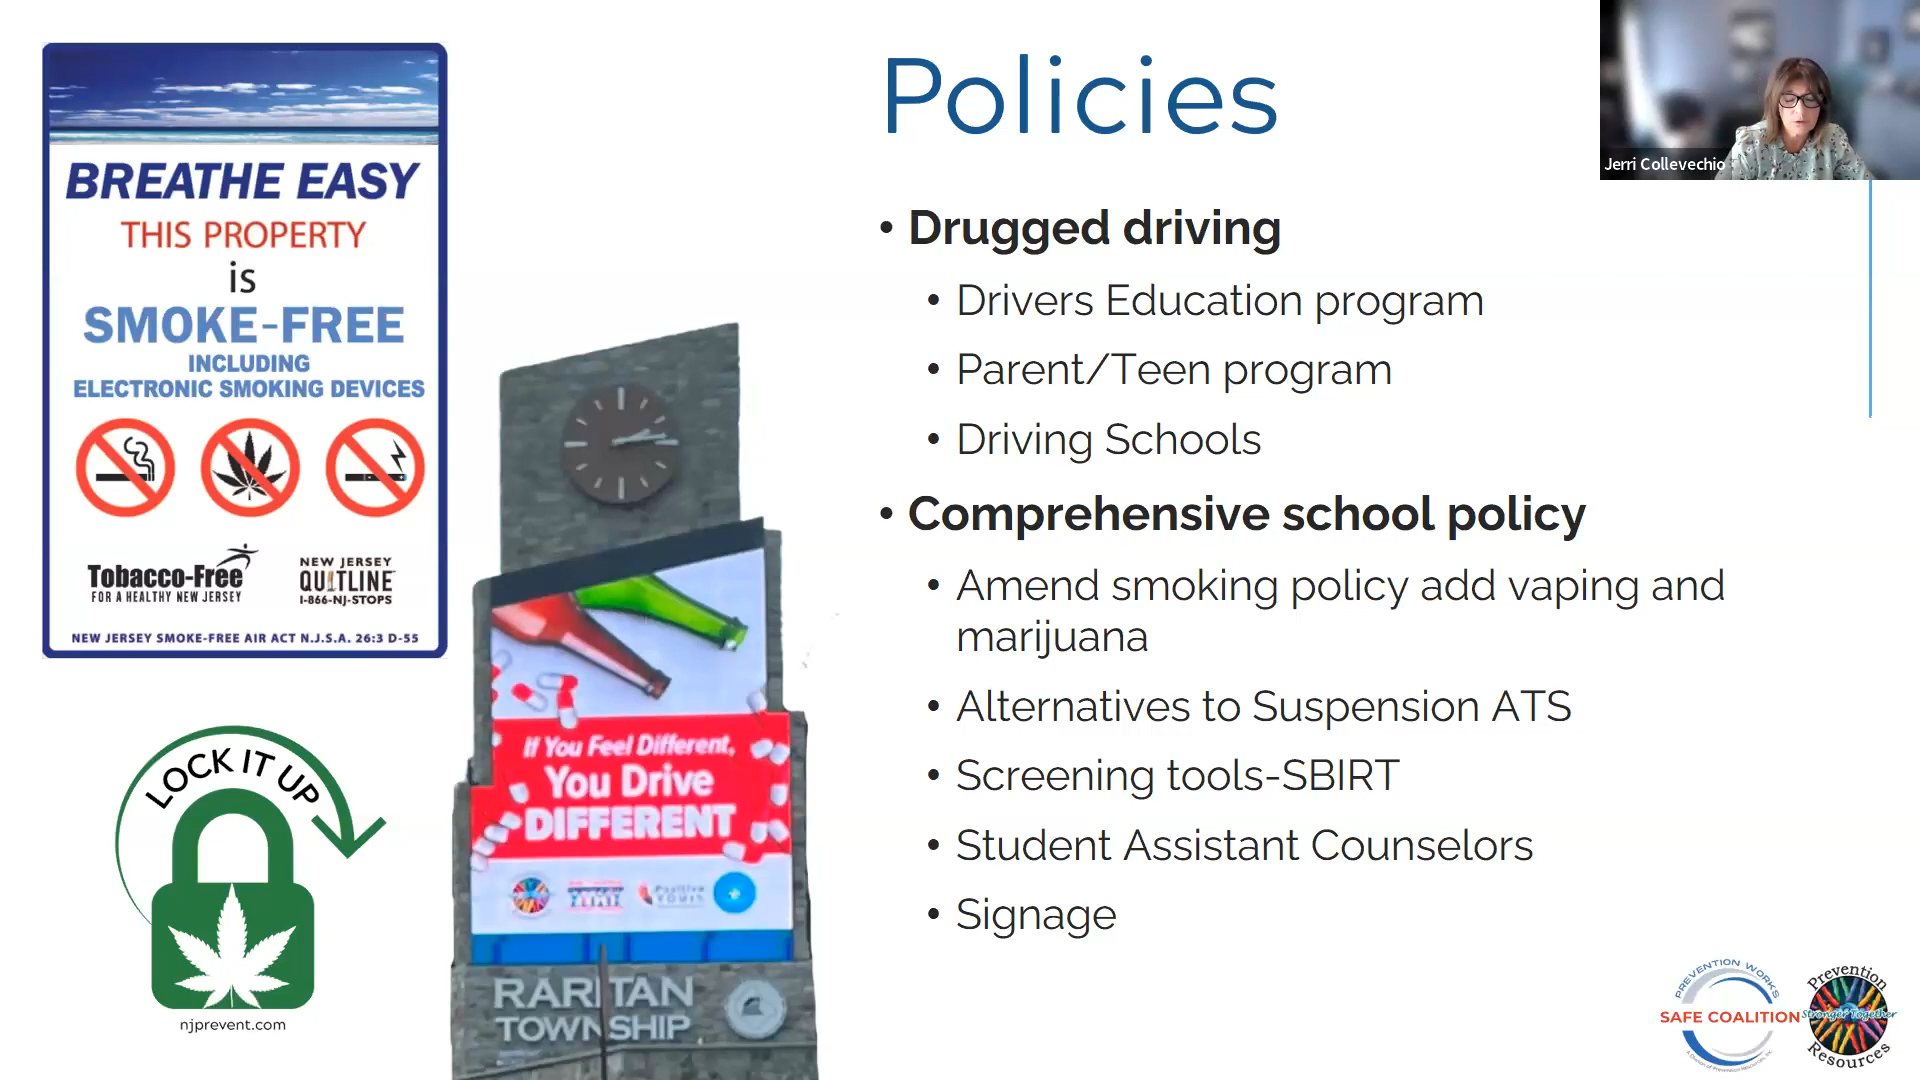 BREATHE EASY
THIS PROPERTY
is
SMOKE-FREE
INCLUDING
ELECTRONIC SMOKING DEVICES
Tobacco-Free
FOR A HEALTHY NEW JERSEY
NEW JERSEY
QUITLINE
1-866-NJ-STOPS
NEW JERSEY SMOKE-FREE AIR ACT N.J.S.A. 26:3 D-55
LOCK IT UP
njprevent.com
If You Feel Different,
You Drive
DIFFERENT
Positive
YOUTH
RARITAN
TOWNSHIP
Policies
• Drugged driving
• Drivers Education program
• Parent/Teen program
• Driving Schools
• Comprehensive school policy
• Amend smoking policy add vaping and
marijuana
• Alternatives to Suspension ATS
• Screening tools-SBIRT
• Student Assistant Counselors
• Signage
Jerri Collevechio
PREVENTION WORKS
SAFE COALITION
Prevention
Stronger Together
Resources